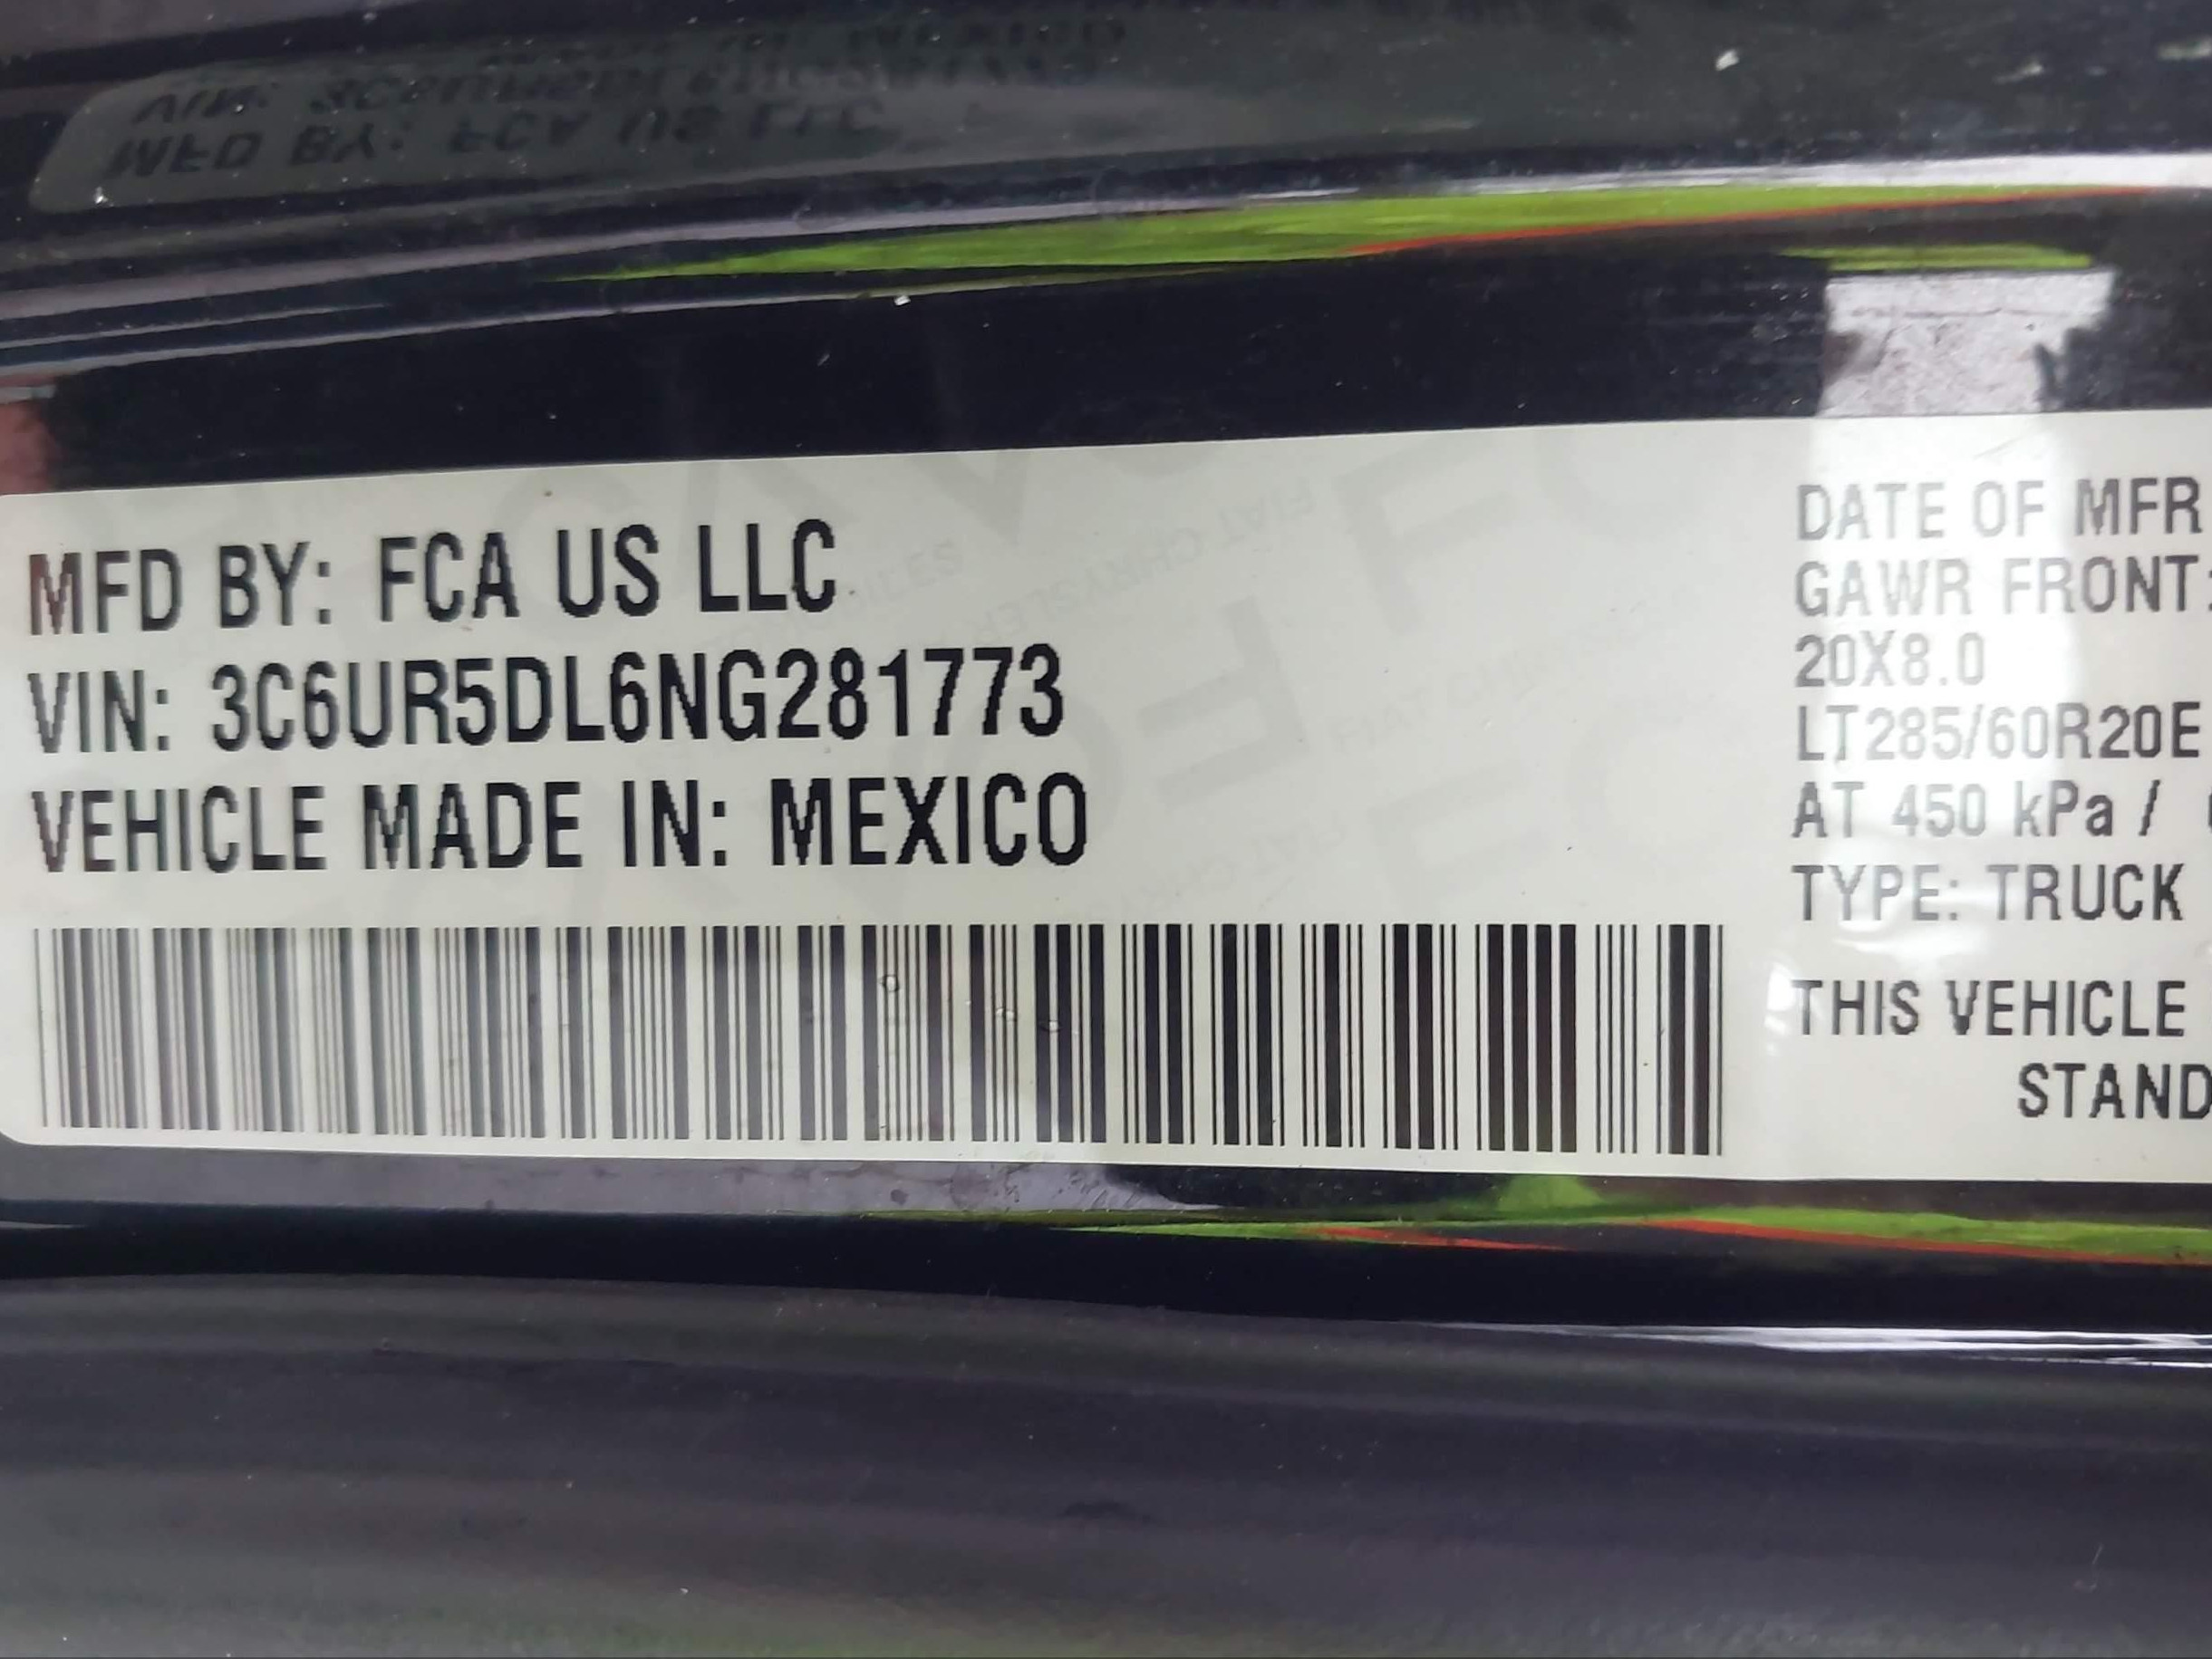 MFD BY: FCA US LLC
VIN: 3C6UR5DL6NG281773
VEHICLE MADE IN: MEXICO
DATE OF MFR
GAWR FRONT:
20X8.0
LT285/60R20E
AT 450 kPa /
TYPE: TRUCK
THIS VEHICLE
STAND